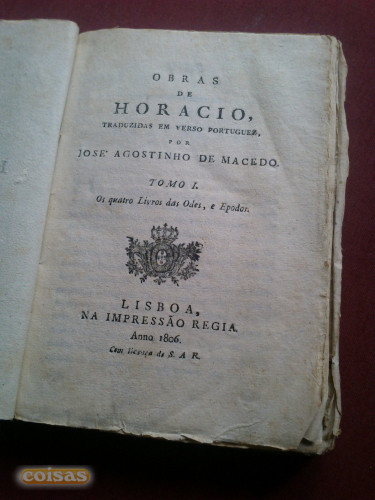 OBRAS
DE
HORACIO,
TRADUZIDAS EM VERSO PORTUGUEZ,
POR
JOSE' AGOSTINHO DE MACEDO.
TOMO I.
Os quatro Livros das Odes, e Epodos.
LISBOA,
NA IMPRESSÃO REGIA.
Anno 1806.
Com licença de S. A R.
coisas